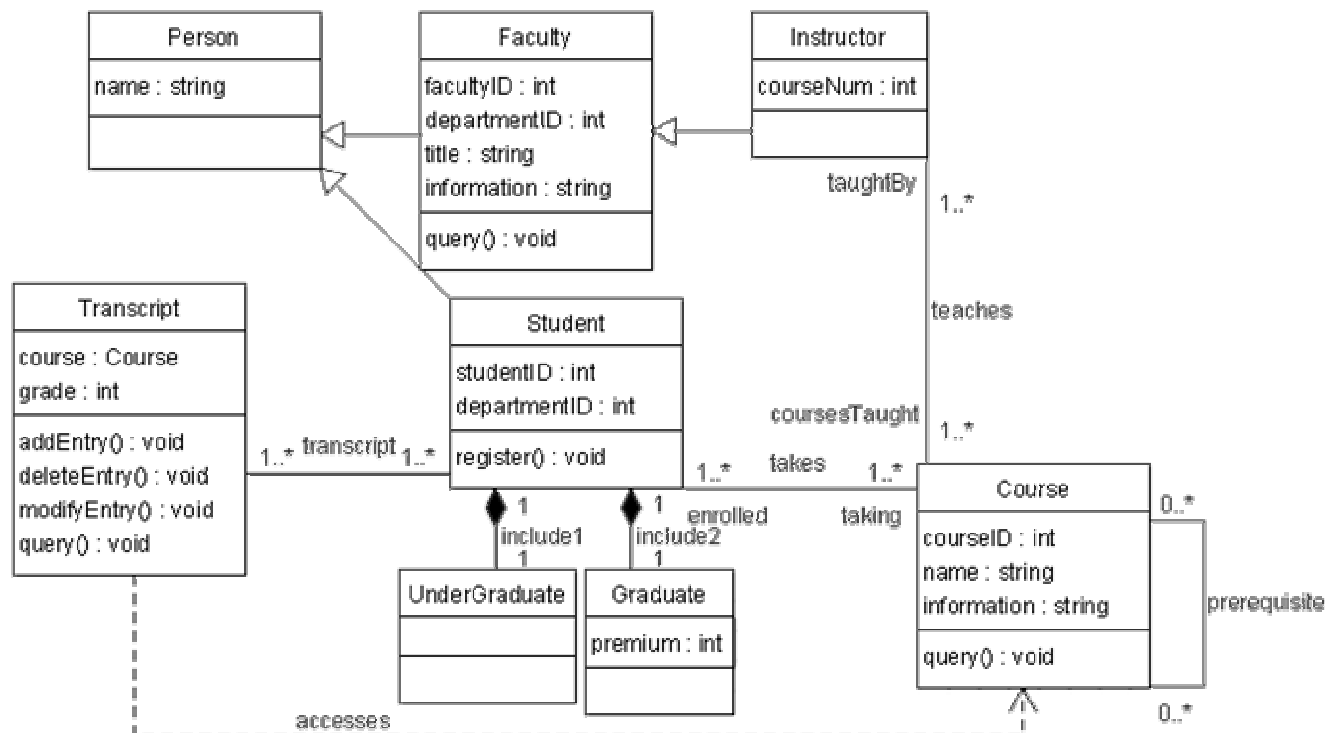 Person
name : string
Faculty
facultyID : int
departmentID : int
title : string
information : string
query() : void
Instructor
courseNum : int
taughtBy
1..*
teaches
coursesTaught
1..*
Transcript
course : Course
grade : int
addEntry() : void
deleteEntry() : void
modifyEntry() : void
query() : void
1..* transcript 1..*
Student
studentID : int
departmentID : int
register() : void
1..* takes 1..*
enrolled taking
1
include1
1
1
include2
1
UnderGraduate
Graduate
premium : int
Course
courseID : int
name : string
information : string
query() : void
0..*
prerequisite
0..*
accesses